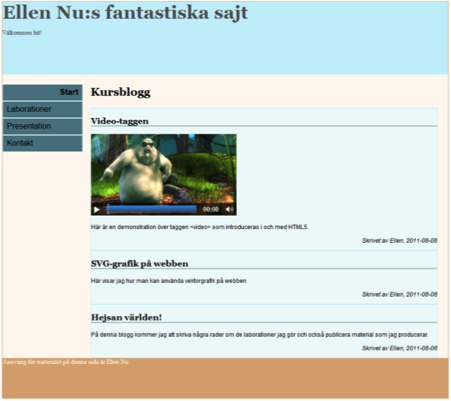 Ellen Nu:s fantastiska sajt
Välkommen hit!
Start
Laborationer
Presentation
Kontakt
Kursblogg
Video-taggen
00:00
Här är en demonstration över taggen <video> som introduceras i och med HTML5.
Skrivet av Ellen, 2011-08-08
SVG-grafik på webben
Här visar jag hur man kan använda vektorgrafik på webben
Skrivet av Ellen, 2011-08-08
Hejsan världen!
På denna blogg kommer jag att skriva några rader om de laborationer jag gör och också publicera material som jag producerar.
Skrivet av Ellen, 2011-08-08
Ansvarig för materialet på denna sida är Ellen Nu.